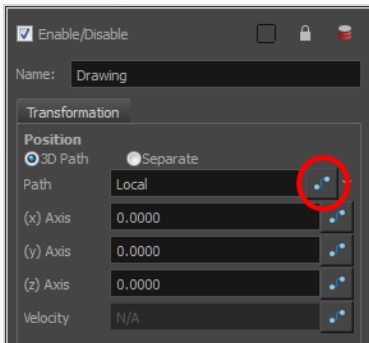 Enable/Disable
Name: Drawing
Transformation
Position
3D Path Separate
Path Local
(x) Axis 0.0000
(y) Axis 0.0000
(z) Axis 0.0000
Velocity N/A